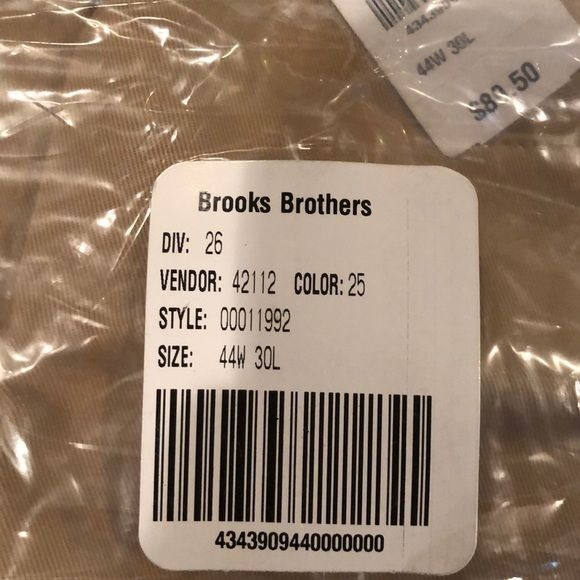 44W 30L
Brooks Brothers
DIV: 26
VENDOR: 42112 COLOR: 25
STYLE: 00011992
SIZE: 44W 30L
4343909440000000